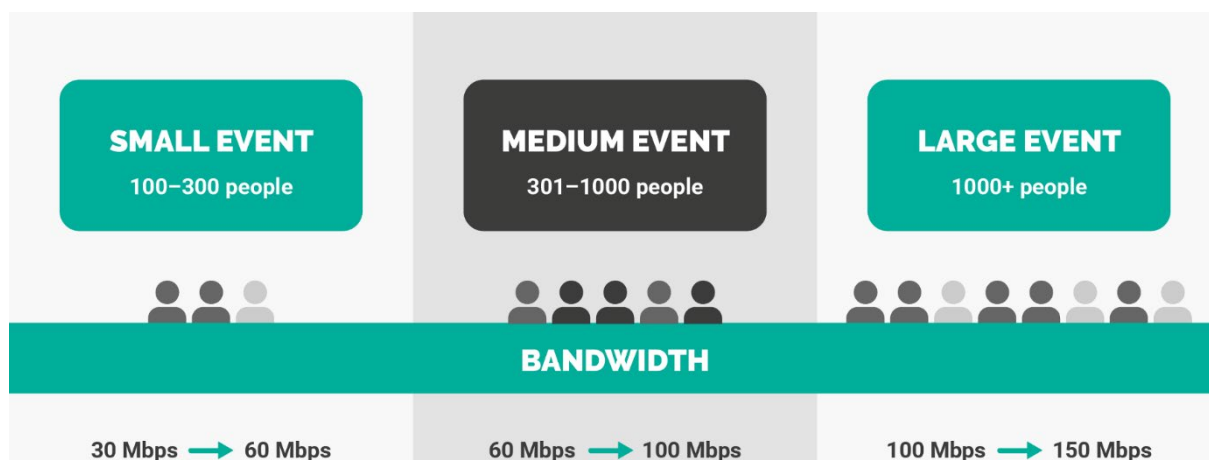 SMALL EVENT
100–300 people
MEDIUM EVENT
301–1000 people
LARGE EVENT
1000+ people
BANDWIDTH
30 Mbps → 60 Mbps
60 Mbps → 100 Mbps
100 Mbps → 150 Mbps